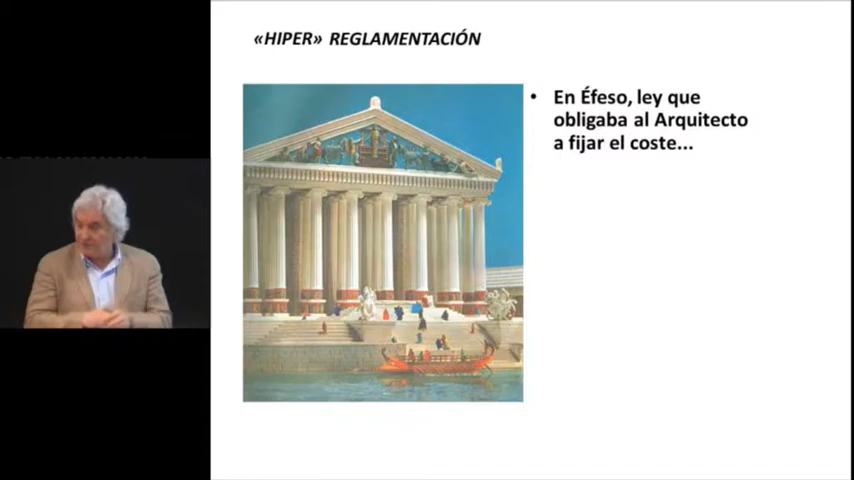 «HIPER» REGLAMENTACIÓN
• En Éfeso, ley que
obligaba al Arquitecto
a fijar el coste...